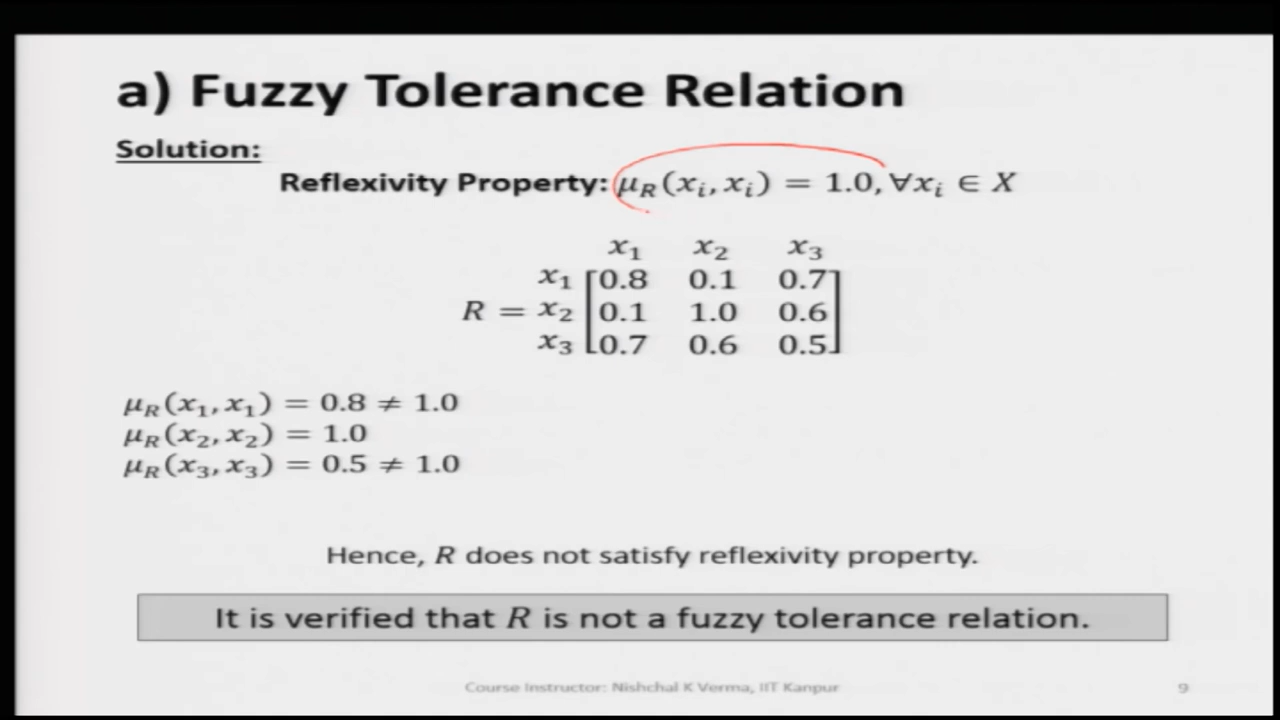 a) Fuzzy Tolerance Relation
Solution:
Reflexivity Property: μ_R(x_i, x_i) = 1.0, ∀x_i ∈ X
x_1 x_2 x_3
x_1 [0.8 0.1 0.7]
R = x_2 [0.1 1.0 0.6]
x_3 [0.7 0.6 0.5]
μ_R(x_1, x_1) = 0.8 ≠ 1.0
μ_R(x_2, x_2) = 1.0
μ_R(x_3, x_3) = 0.5 ≠ 1.0
Hence, R does not satisfy reflexivity property.
It is verified that R is not a fuzzy tolerance relation.
Course Instructor: Nishchal K Verma, IIT Kanpur 9